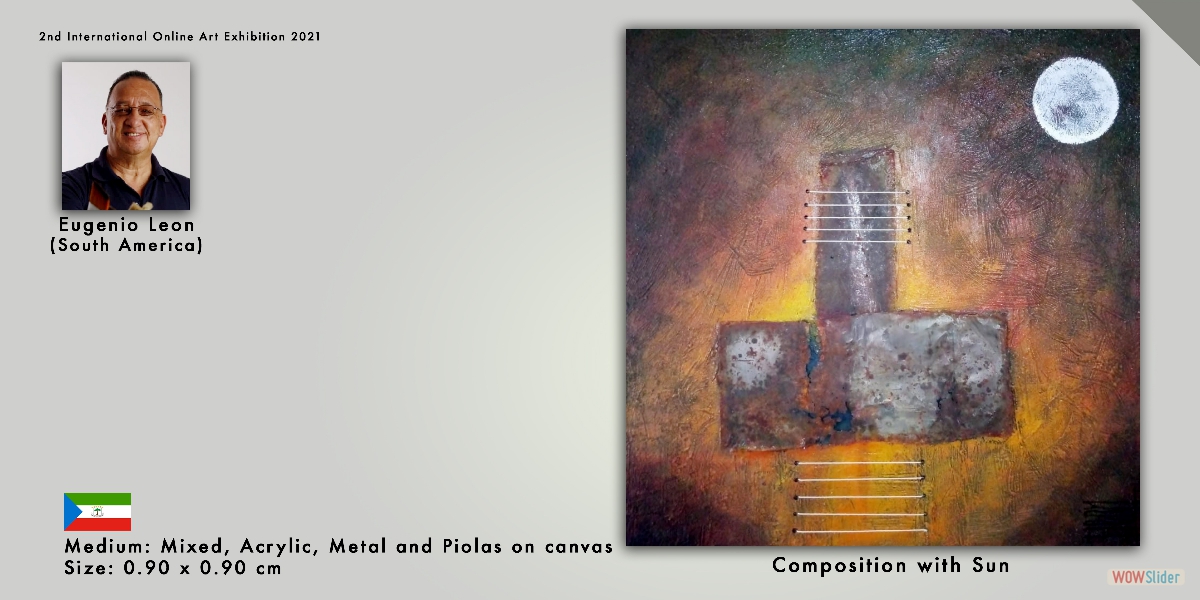 2nd International Online Art Exhibition 2021
Eugenio Leon
(South America)
Medium: Mixed, Acrylic, Metal and Piolas on canvas
Size: 0.90 x 0.90 cm
Composition with Sun
WOWSlider